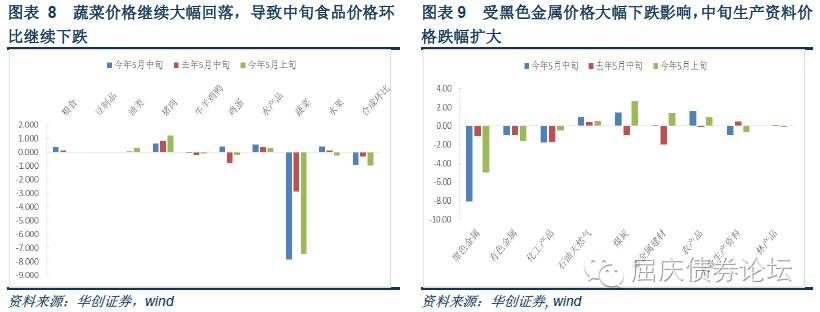 图表 8 蔬菜价格继续大幅回落，导致中旬食品价格环
比继续下跌
今年5月中旬 去年5月中旬 今年5月上旬
粮食 豆制品 油类 猪肉 牛羊鸡鸭 鸡蛋 水产品 蔬菜 水果 合成环比
2.000
1.000
0.000
-1.000
-2.000
-3.000
-4.000
-5.000
-6.000
-7.000
-8.000
-9.000
资料来源：华创证券，wind
图表 9 受黑色金属价格大幅下跌影响，中旬生产资料价
格跌幅扩大
今年5月中旬 去年5月中旬 今年5月上旬
4.00
2.00
0.00
-2.00
-4.00
-6.00
-8.00
-10.00
黑色金属 有色金属 化工产品 石油天然气 煤炭 金属建材 农产品 生产资料 林产品
屈庆债券论坛
资料来源：华创证券, wind